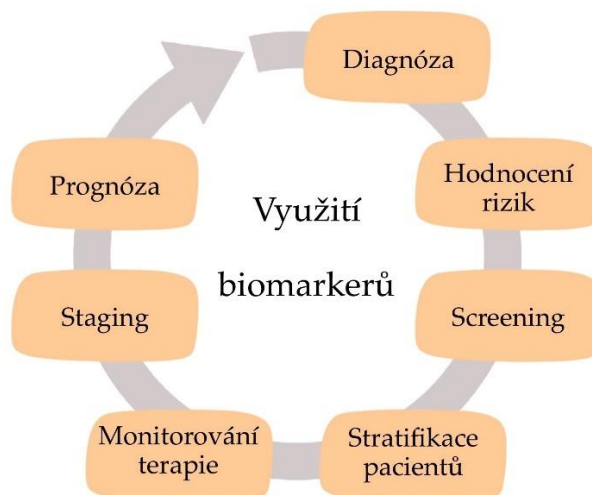 Využití
biomarkerů
Diagnóza
Hodnocení
rizik
Screening
Stratifikace
pacientů
Monitorování
terapie
Staging
Prognóza